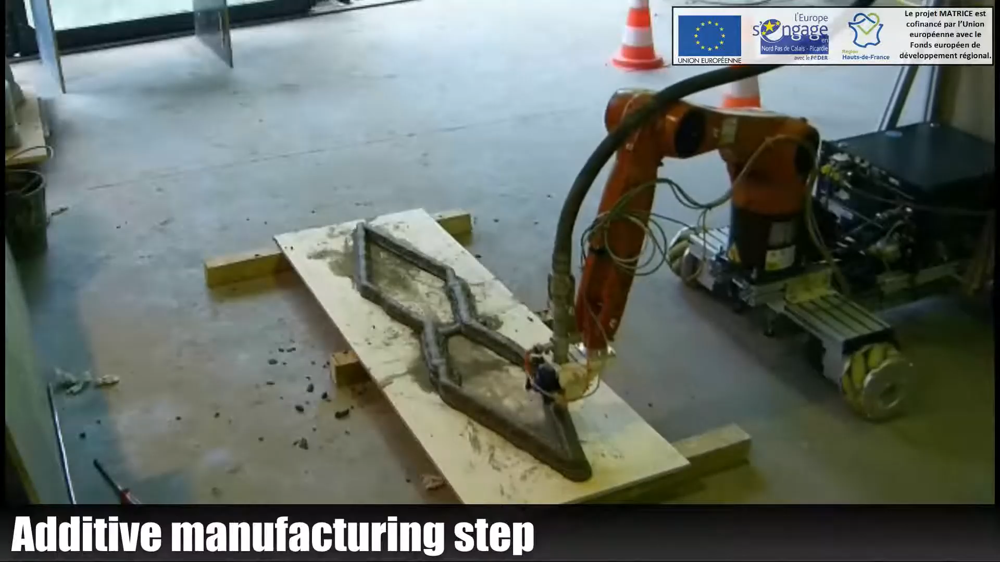 UNION EUROPÉENNE
l'Europe
s'engage
en
Nord Pas de Calais - Picardie
avec le FEDER
Région
Hauts-de-France
Le projet MATRICE est
cofinancé par l'Union
européenne avec le
Fonds européen de
développement régional.
Additive manufacturing step